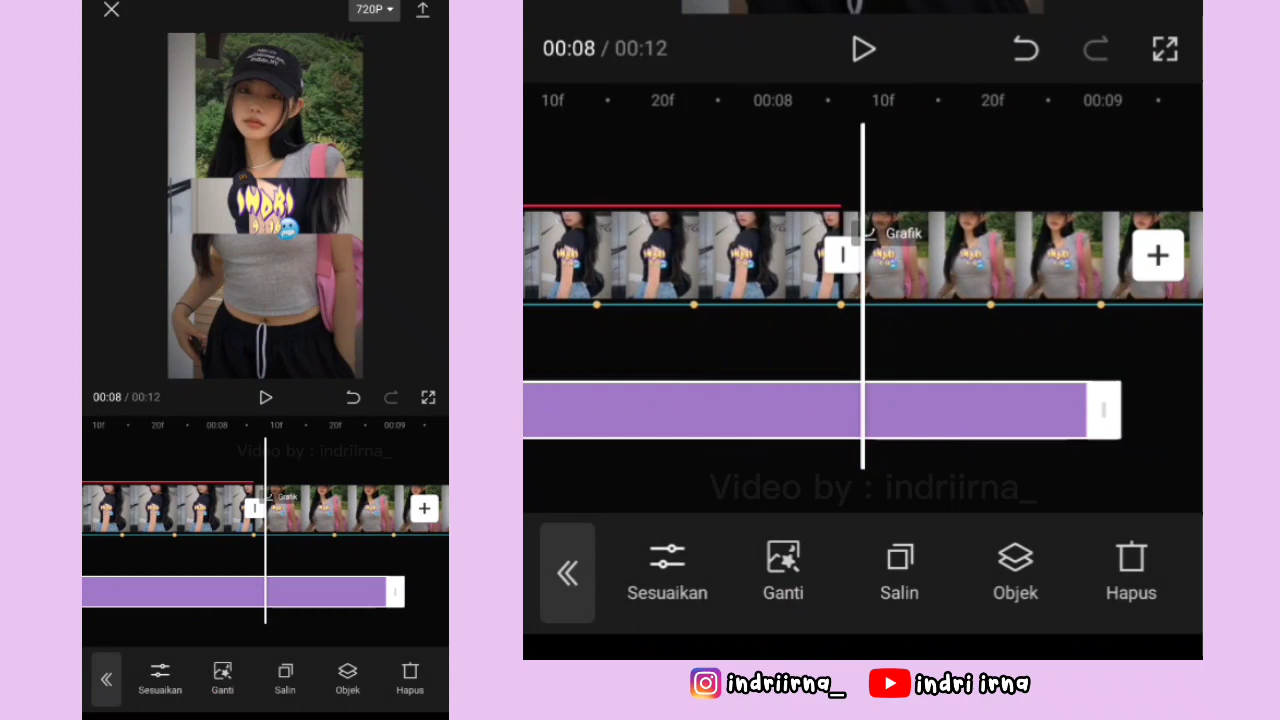 720P
INDRI
00:08 / 00:12
10f 20f 00:08 10f 20f 00:09
Video by : indriirna_
Grafik
Sesuaikan Ganti Salin Objek Hapus
00:08 / 00:12
10f 20f 00:08 10f 20f 00:09
Grafik
Video by : indriirna_
Sesuaikan Ganti Salin Objek Hapus
indriirna_ indri irna